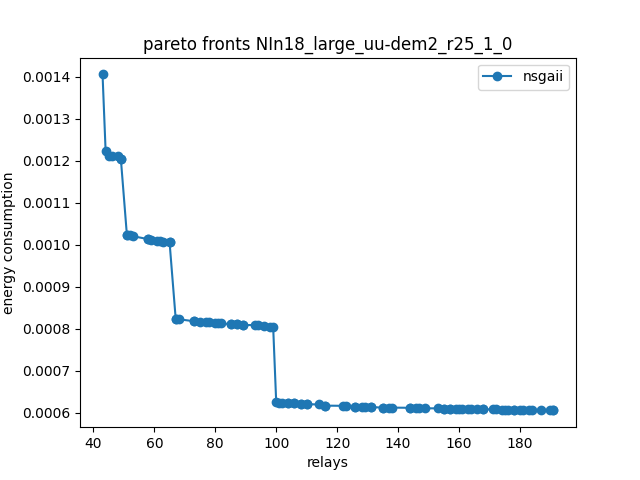 pareto fronts NIn18_large_uu-dem2_r25_1_0
nsgaii
energy consumption
0.0014
0.0013
0.0012
0.0011
0.0010
0.0009
0.0008
0.0007
0.0006
40 60 80 100 120 140 160 180
relays